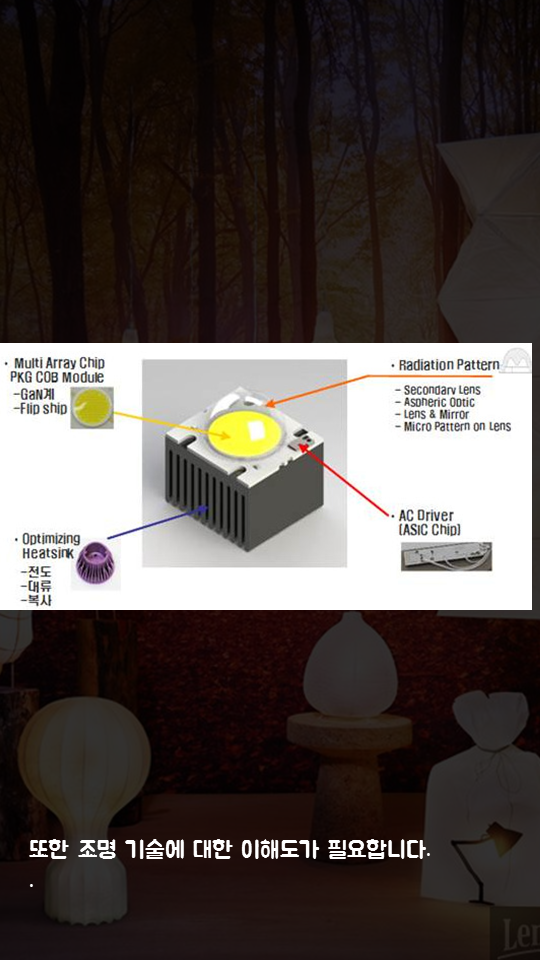 · Multi Array Chip
PKG COB Module
-GaN계
-Flip ship
· Radiation Pattern
- Secondary Lens
- Aspheric Optic
- Lens & Mirror
- Micro Pattern on Lens
· AC Driver
(ASIC Chip)
· Optimizing
Heatsink
-전도
-대류
-복사
또한 조명 기술에 대한 이해도가 필요합니다.
.